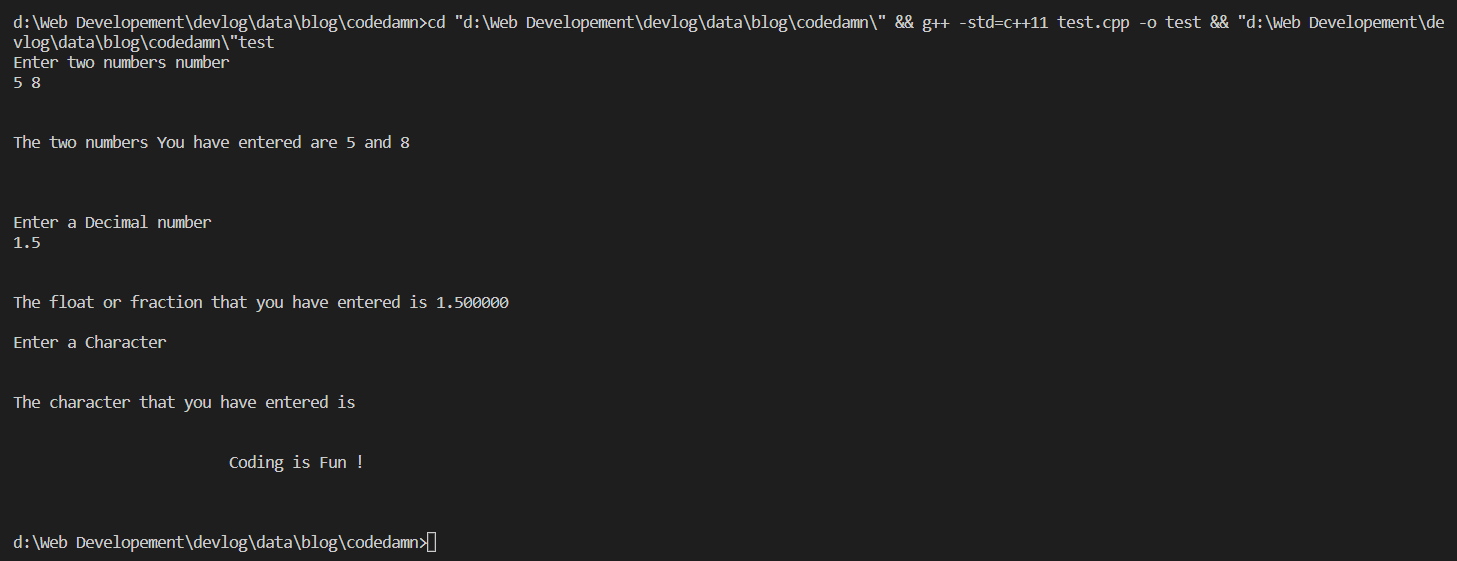 d:\Web Developement\devlog\data\blog\codedamn>cd "d:\Web Developement\devlog\data\blog\codedamn\" && g++ -std=c++11 test.cpp -o test && "d:\Web Developement\de
vlog\data\blog\codedamn\"test
Enter two numbers number
5 8
The two numbers You have entered are 5 and 8
Enter a Decimal number
1.5
The float or fraction that you have entered is 1.500000
Enter a Character
The character that you have entered is
Coding is Fun !
d:\Web Developement\devlog\data\blog\codedamn>